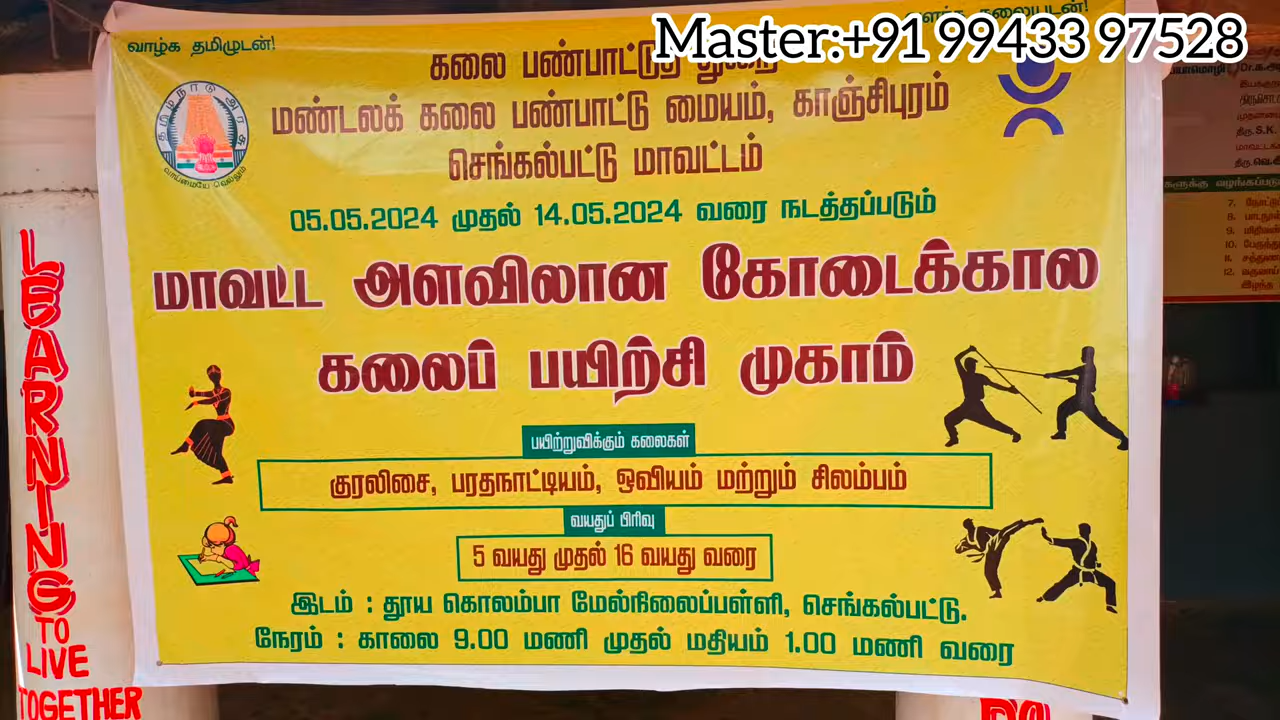 Master:+91 99433 97528
வாழ்க தமிழுடன்!
கலை பண்பாட்டுத்
மண்டலக் கலை பண்பாட்டு மையம், காஞ்சிபுரம்
செங்கல்பட்டு மாவட்டம்
தமிழ்நாடு அரசு
வாய்மையே வெல்லும்
05.05.2024 முதல் 14.05.2024 வரை நடத்தப்படும்
மாவட்ட அளவிலான கோடைக்கால
கலைப் பயிற்சி முகாம்
பயிற்றுவிக்கும் கலைகள்
குரலிசை, பரதநாட்டியம், ஒவியம் மற்றும் சிலம்பம்
வயதுப் பிரிவு
5 வயது முதல் 16 வயது வரை
இடம் : தூய கொலம்பா மேல்நிலைப்பள்ளி, செங்கல்பட்டு.
நேரம் : காலை 9.00 மணி முதல் மதியம் 1.00 மணி வரை
LEARNING
TO
LIVE
TOGETHER